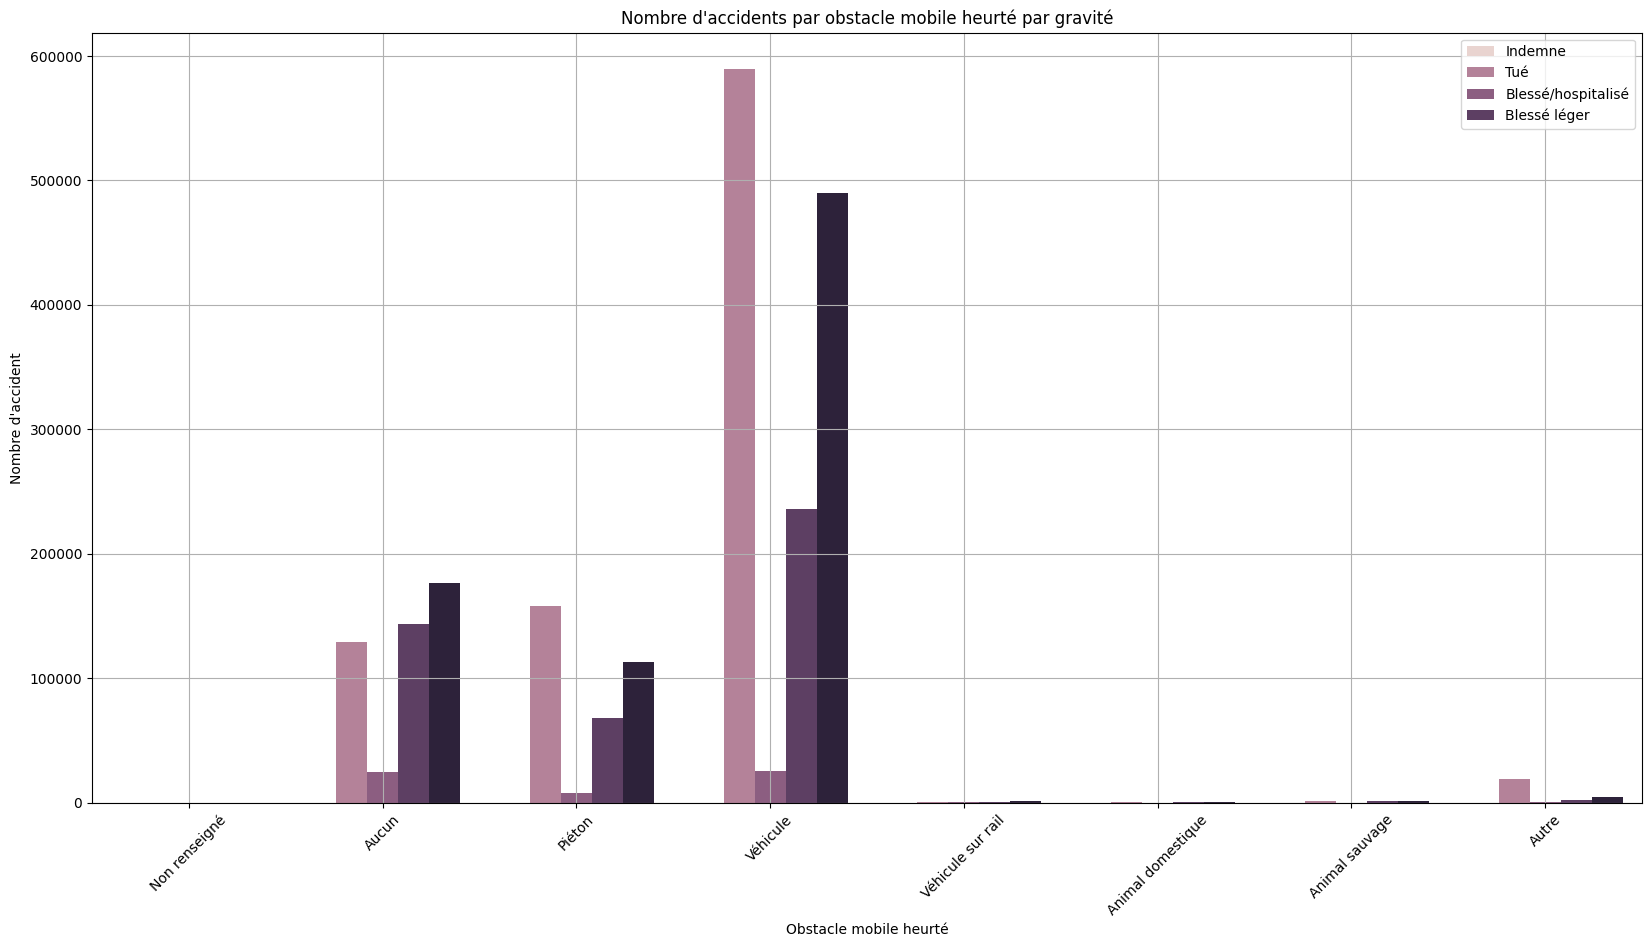 Nombre d'accidents par obstacle mobile heurté par gravité
Indemne
Tué
Blessé/hospitalisé
Blessé léger
Nombre d'accident
600000
500000
400000
300000
200000
100000
0
Non renseigné
Aucun
Piéton
Véhicule
Véhicule sur rail
Animal domestique
Animal sauvage
Autre
Obstacle mobile heurté